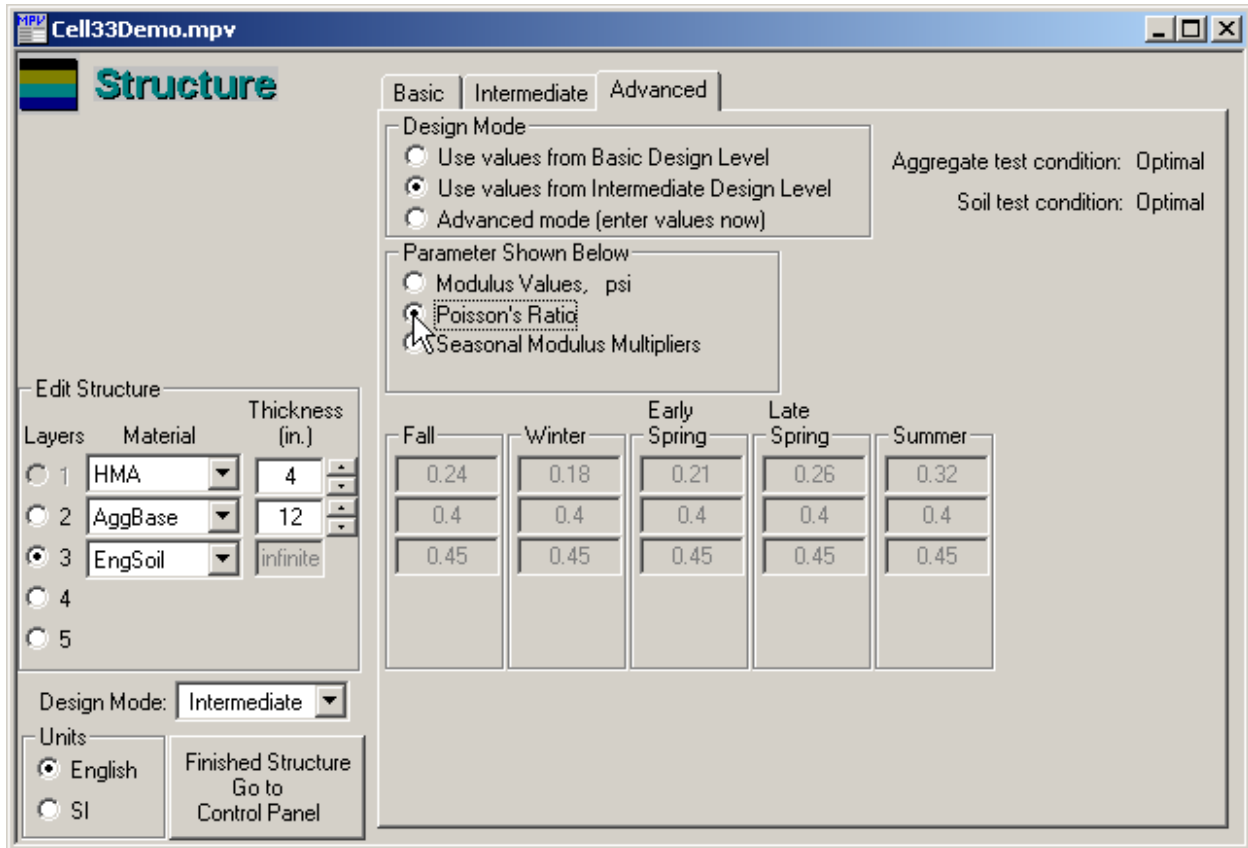 MPV Cell33Demo.mpv
Structure
Basic Intermediate Advanced
Design Mode
Use values from Basic Design Level
Use values from Intermediate Design Level
Advanced mode (enter values now)
Aggregate test condition: Optimal
Soil test condition: Optimal
Parameter Shown Below
Modulus Values, psi
Poisson's Ratio
Seasonal Modulus Multipliers
Edit Structure
Layers Material Thickness (in.)
1 HMA 4
2 AggBase 12
3 EngSoil infinite
4
5
Fall Winter Early Spring Late Spring Summer
0.24 0.18 0.21 0.26 0.32
0.4 0.4 0.4 0.4 0.4
0.45 0.45 0.45 0.45 0.45
Design Mode: Intermediate
Units
English
SI
Finished Structure
Go to
Control Panel